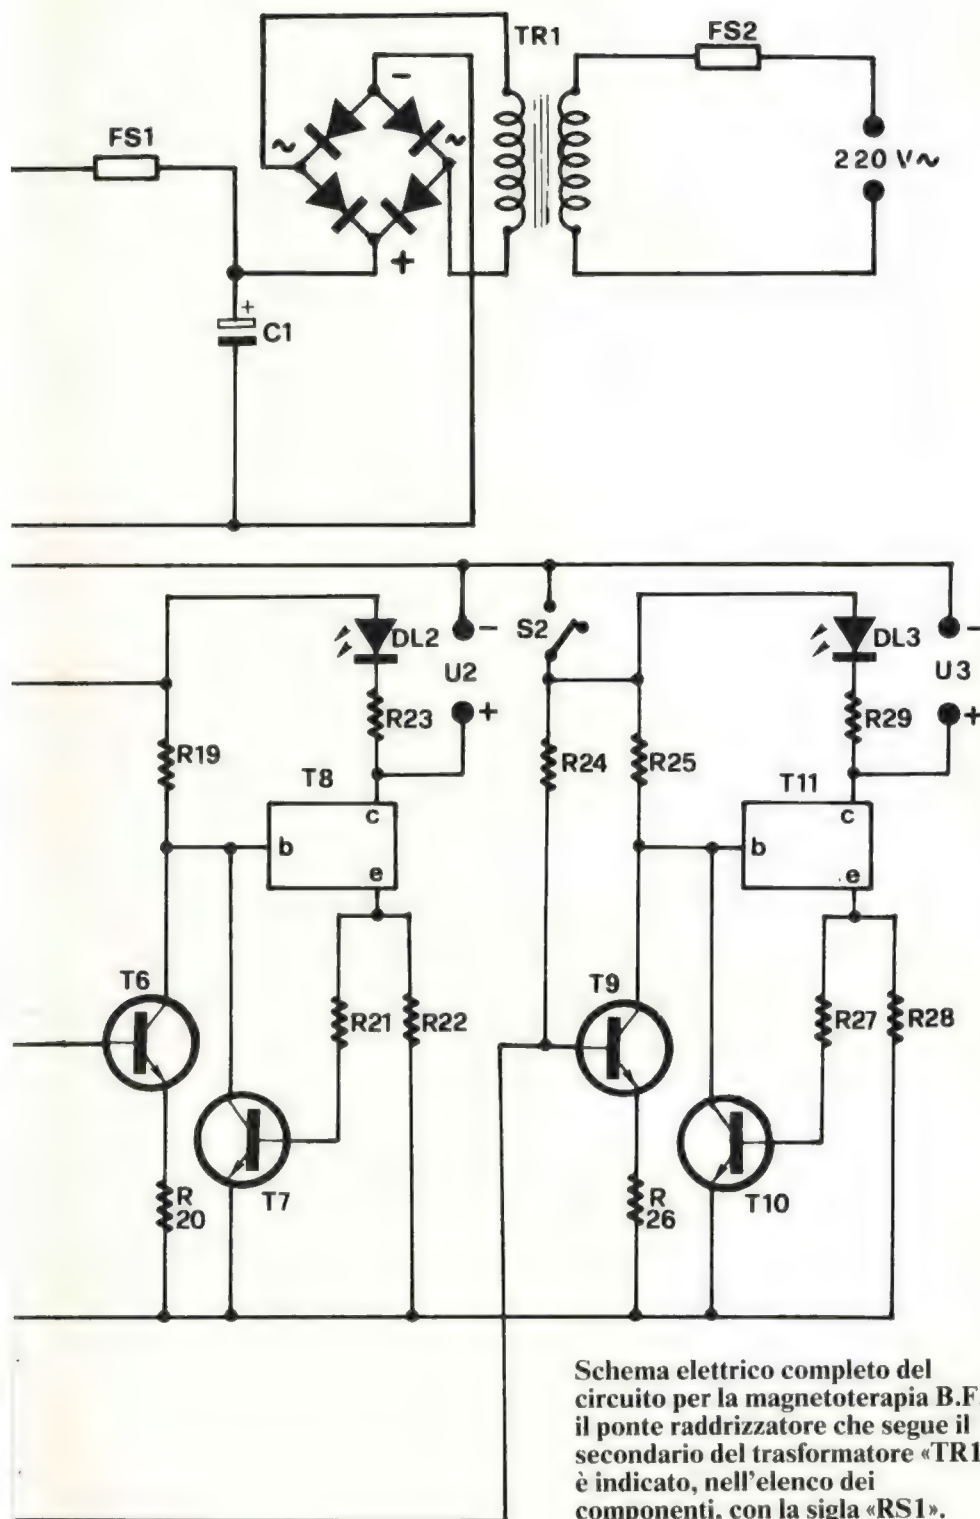 TR1
FS2
FS1
220 V~
-
~
~
+
+
C1
S2
DL2
-
U2
+
R23
DL3
-
U3
+
R29
R19
R24
R25
T8
c
b
e
T11
c
b
e
T6
R21
R22
T9
R27
R28
R
20
T7
R
26
T10
Schema elettrico completo del
circuito per la magnetoterapia B.F.
il ponte raddrizzatore che segue il
secondario del trasformatore «TR1
è indicato, nell'elenco dei
componenti, con la sigla «RS1».